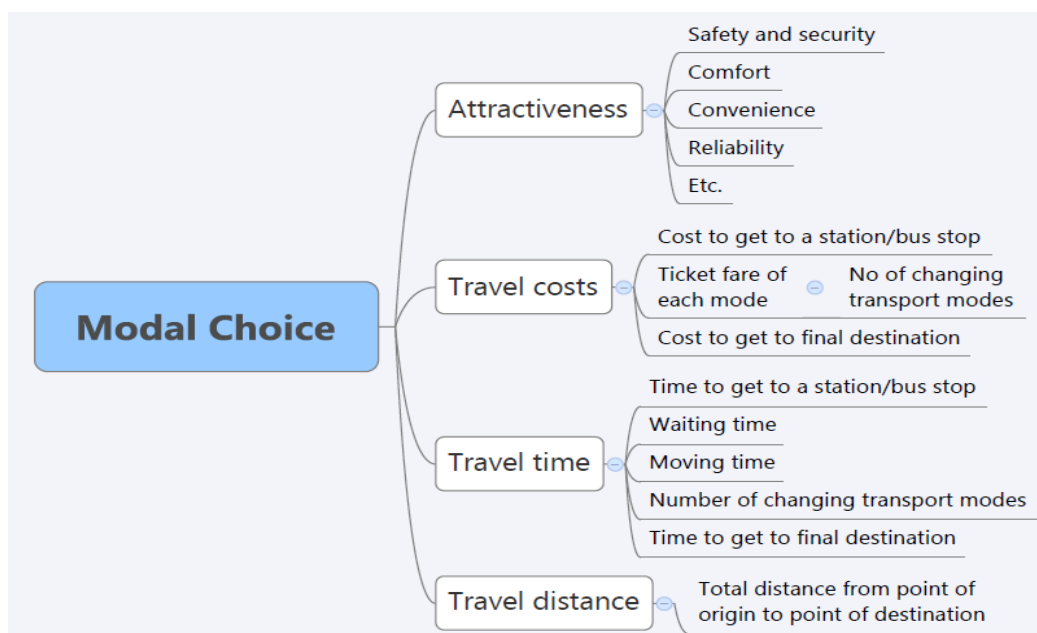 Modal Choice
Attractiveness
Safety and security
Comfort
Convenience
Reliability
Etc.
Travel costs
Cost to get to a station/bus stop
Ticket fare of
each mode
No of changing
transport modes
Cost to get to final destination
Travel time
Time to get to a station/bus stop
Waiting time
Moving time
Number of changing transport modes
Time to get to final destination
Travel distance
Total distance from point of
origin to point of destination